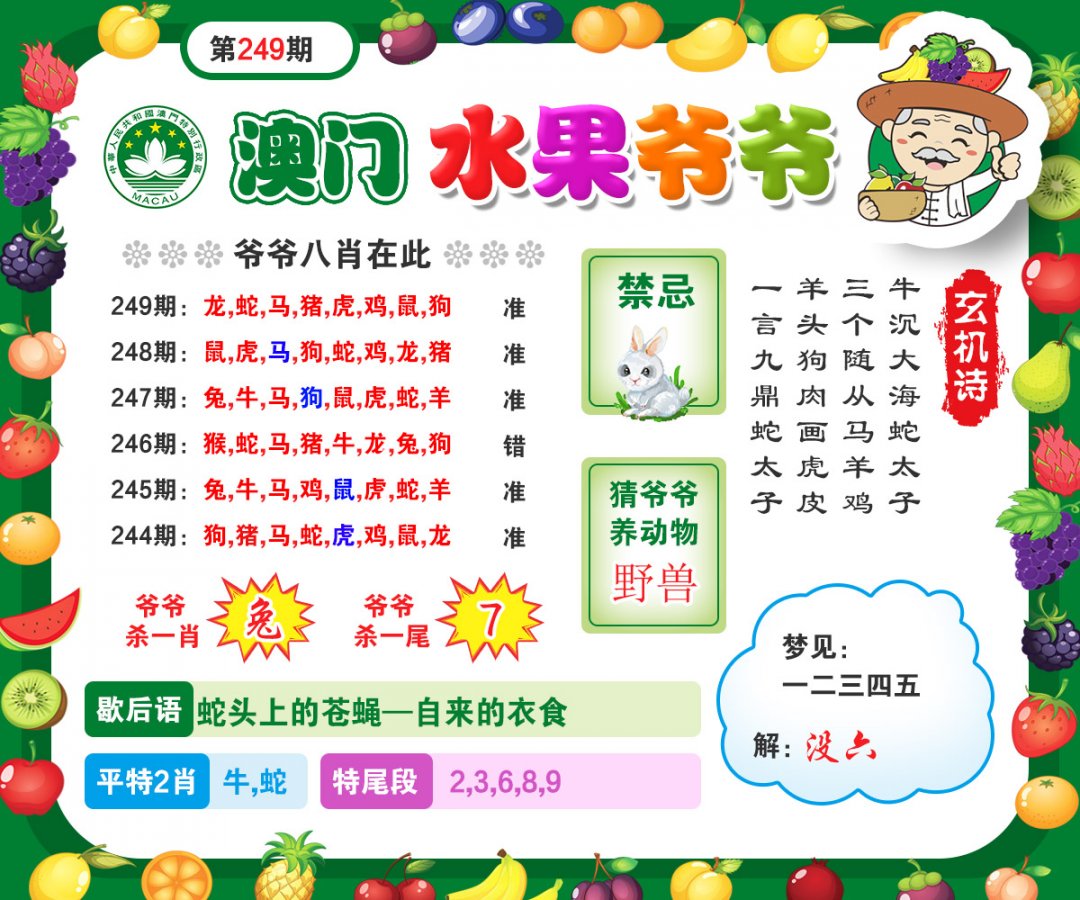 第249期
中華人民共和國澳門特別行政區
MACAU
澳门 水果爷爷
爷爷八肖在此
249期：龙,蛇,马,猪,虎,鸡,鼠,狗 准
248期：鼠,虎,马,狗,蛇,鸡,龙,猪 准
247期：兔,牛,马,狗,鼠,虎,蛇,羊 准
246期：猴,蛇,马,猪,牛,龙,兔,狗 错
245期：兔,牛,马,鸡,鼠,虎,蛇,羊 准
244期：狗,猪,马,蛇,虎,鸡,鼠,龙 准
爷爷
杀一肖
兔
爷爷
杀一尾
7
禁忌
猜爷爷
养动物
野兽
玄机诗
牛沉大海蛇太子
三个随从马羊鸡
羊头狗肉画虎皮
一言九鼎蛇太子
梦见：
一二三四五
解：没六
歇后语 蛇头上的苍蝇—自来的衣食
平特2肖 牛,蛇
特尾段 2,3,6,8,9